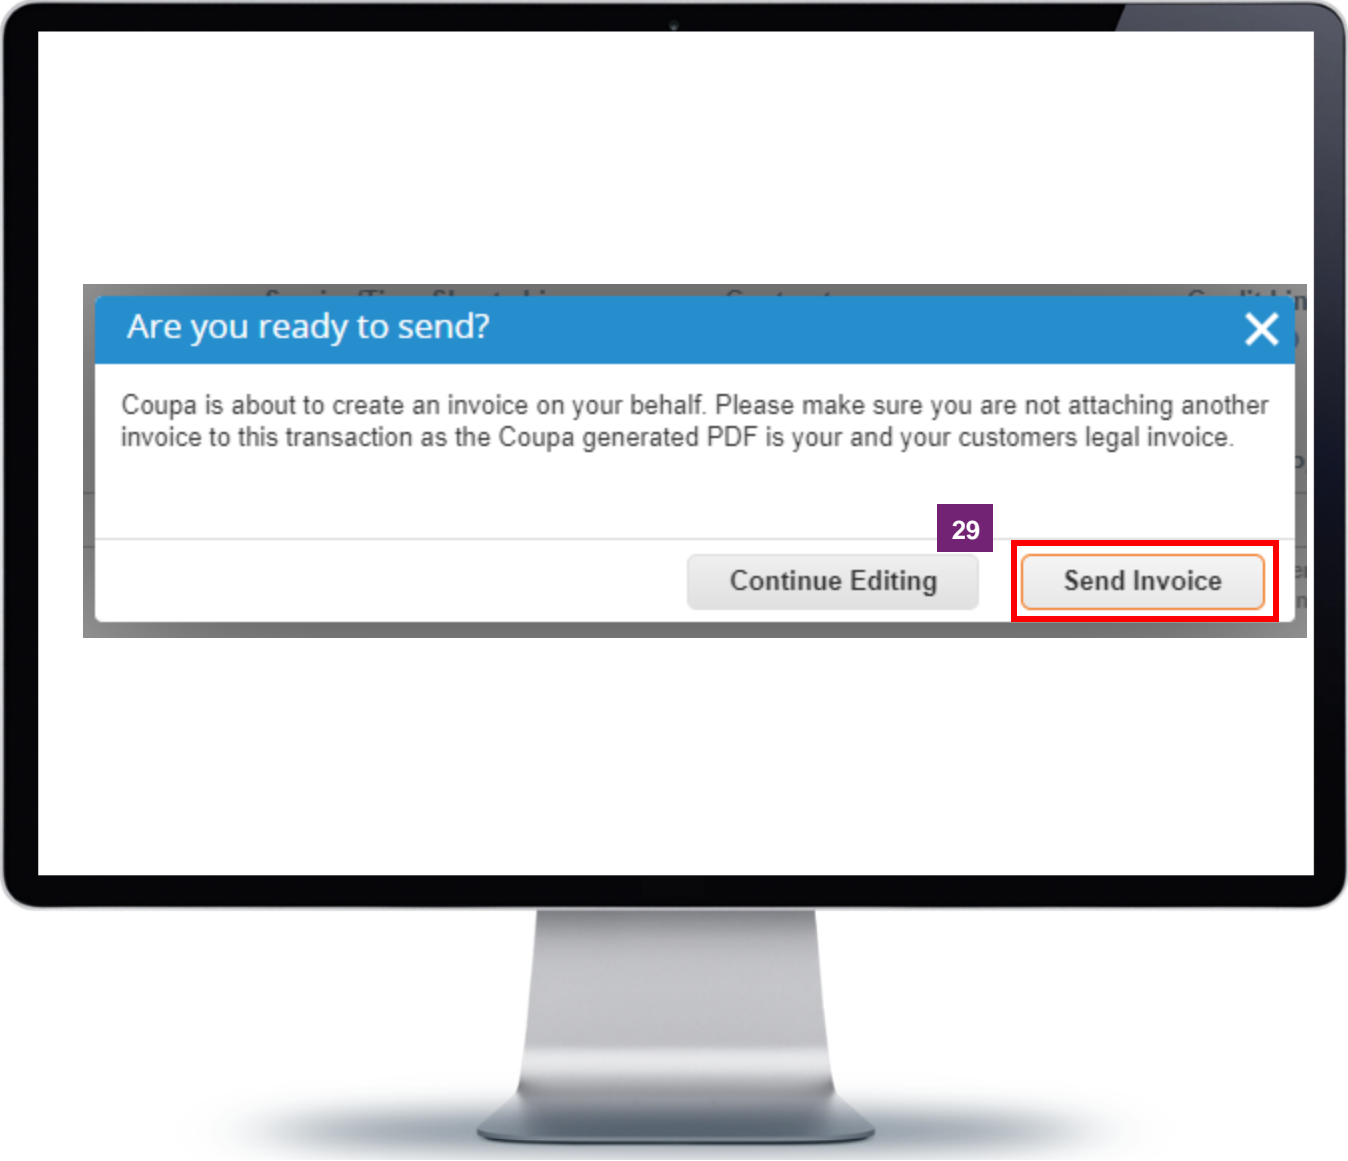 Are you ready to send?
Coupa is about to create an invoice on your behalf. Please make sure you are not attaching another
invoice to this transaction as the Coupa generated PDF is your and your customers legal invoice.
29
Continue Editing
Send Invoice